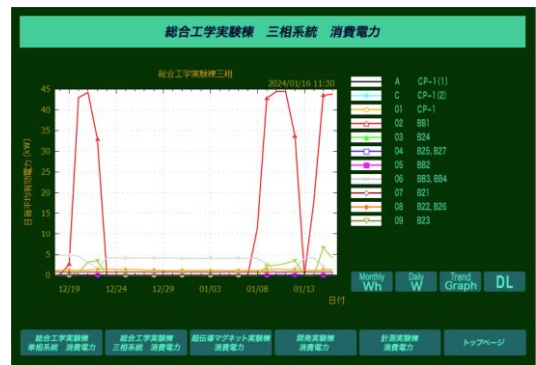 総合工学実験棟 三相系統 消費電力
総合工学実験棟三相
2024/01/16 11:30
45
40
35
30
25
20
15
10
5
0
日毎平均有効電力 (kW)
12/19 12/24 12/29 01/03 01/08 01/13
日付
A CP-1(1)
C CP-1(2)
01 CP-1
02 BB1
03 B24
04 B25,B27
05 BB2
06 BB3,BB4
07 B21
08 B22,B26
09 B23
Monthly
Wh
Daily
W
Trend
Graph
DL
総合工学実験棟
単相系統 消費電力
総合工学実験棟
三相系統 消費電力
超伝導マグネット実験棟
消費電力
開発実験棟
消費電力
計測実験棟
消費電力
トップページ